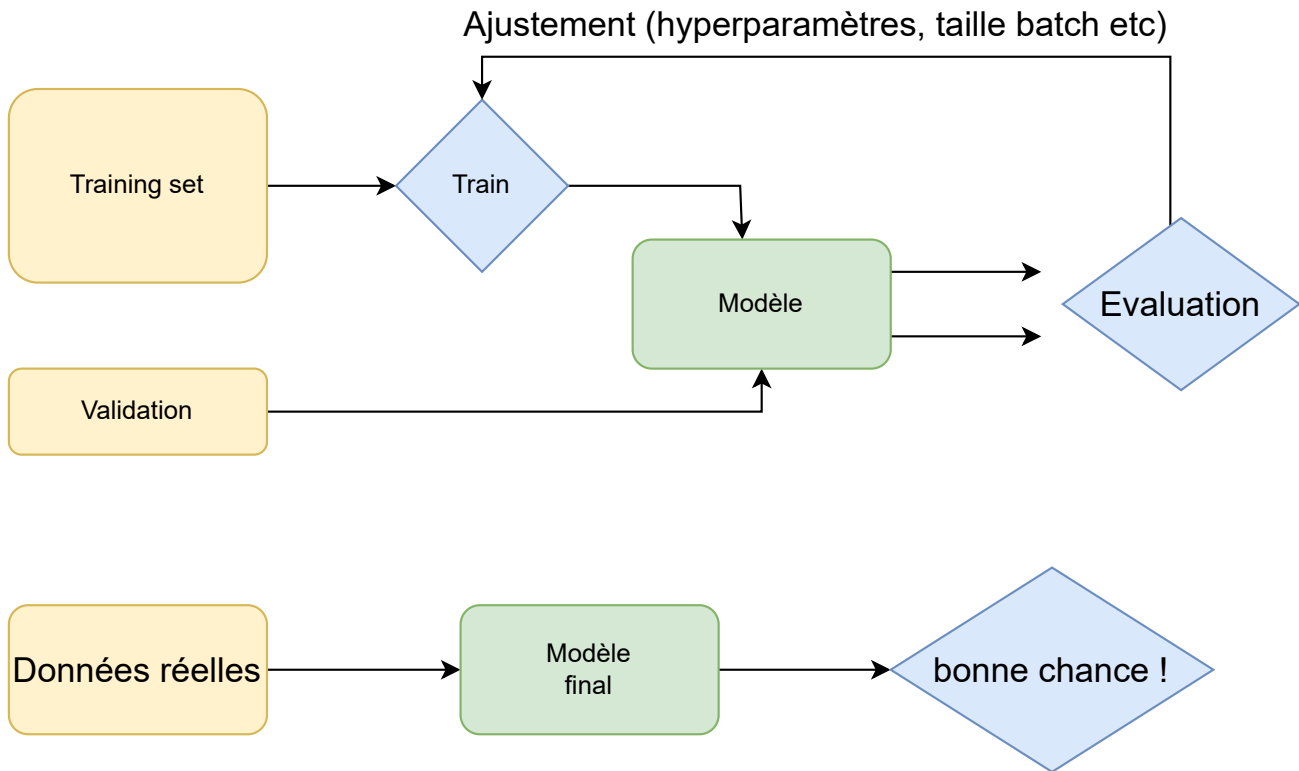 Ajustement (hyperparamètres, taille batch etc)
Training set
Train
Modèle
Evaluation
Validation
Données réelles
Modèle
final
bonne chance !